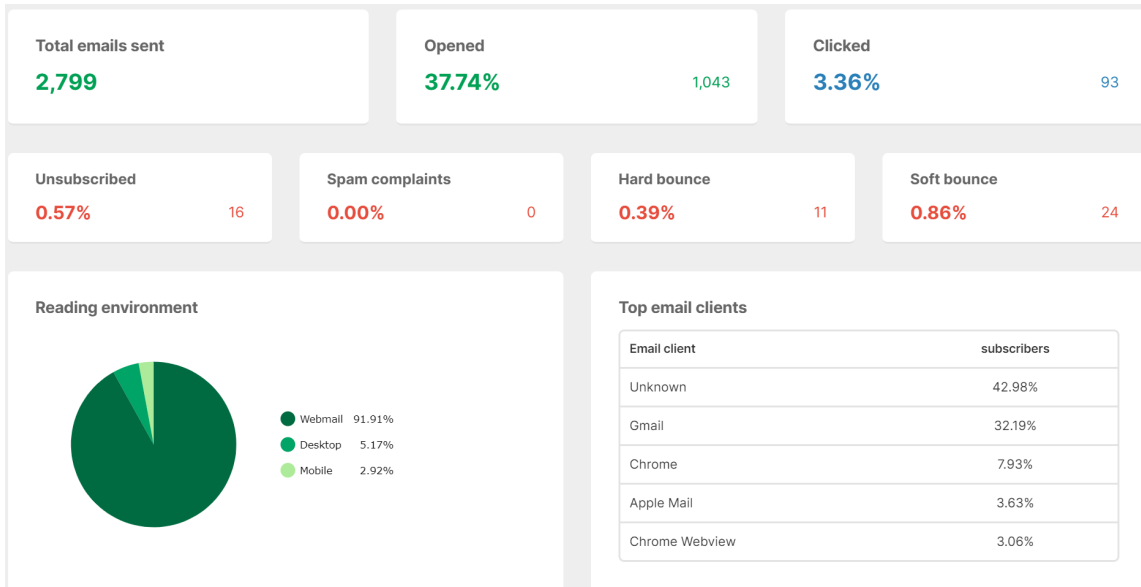 Total emails sent
2,799
Opened
37.74% 1,043
Clicked
3.36% 93
Unsubscribed
0.57% 16
Spam complaints
0.00% 0
Hard bounce
0.39% 11
Soft bounce
0.86% 24
Reading environment
Webmail 91.91%
Desktop 5.17%
Mobile 2.92%
Top email clients
Email client subscribers
Unknown 42.98%
Gmail 32.19%
Chrome 7.93%
Apple Mail 3.63%
Chrome Webview 3.06%